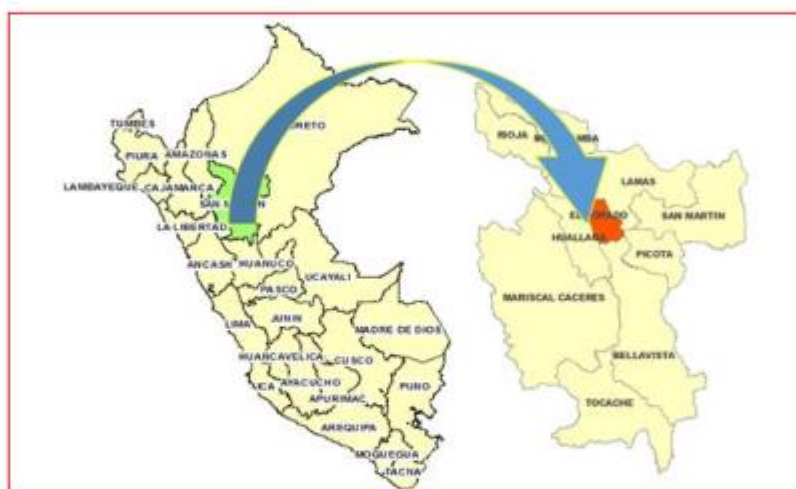 TUMBES
PIURA
AMAZONAS
LORETO
LAMBAYEQUE
CAJAMARCA
SAN
LA LIBERTAD
ANCASH
HUANUCO
UCAYALI
PASCO
LIMA
JUNIN
MADRE DE DIOS
HUANCAVELICA
CUSCO
ICA
AYACUCHO
APURIMAC
PUNO
AREQUIPA
MOQUEGUA
TACNA
RIOJA
LAMAS
EL DORADO
SAN MARTIN
HUALLAGA
PICOTA
MARISCAL CACERES
BELLAVISTA
TOCACHE